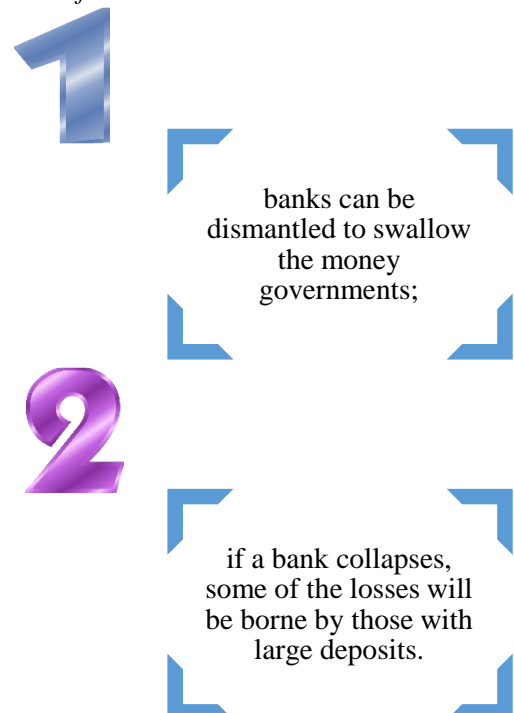 1
banks can be
dismantled to swallow
the money
governments;
2
if a bank collapses,
some of the losses will
be borne by those with
large deposits.